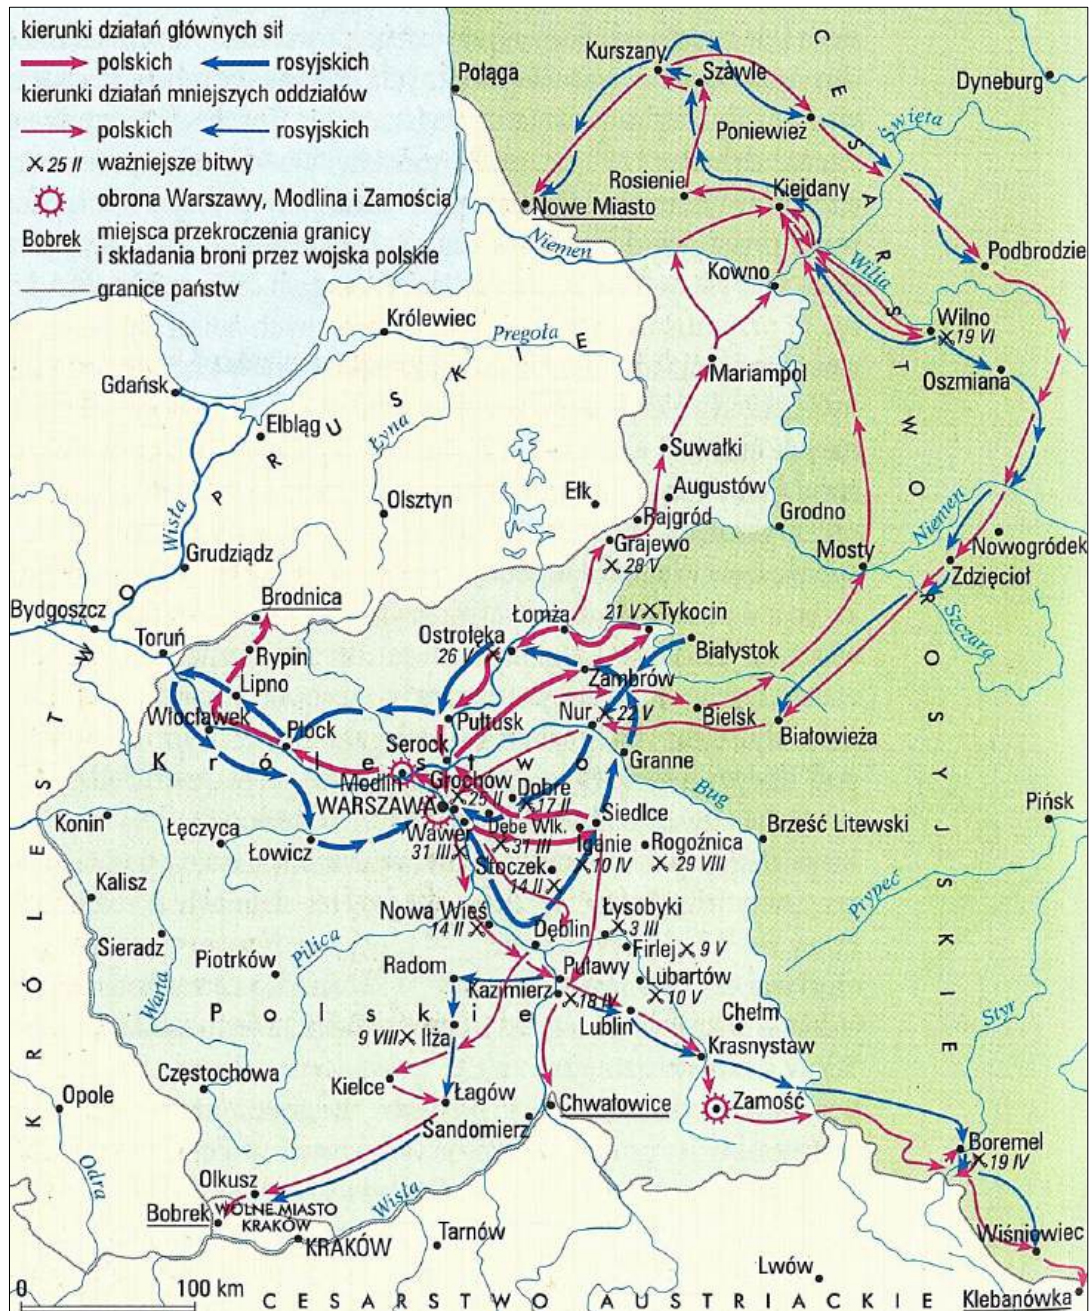 kierunki działań głównych sił
polskich rosyjskich
kierunki działań mniejszych oddziałów
polskich rosyjskich
25 II ważniejsze bitwy
obrona Warszawy, Modlina i Zamościa
Bobrek miejsca przekroczenia granicy
i składania broni przez wojska polskie
granice państw
Kurszany
Szawle
Połąga
Dyneburg
Poniewież
Święta
CESARSTWO ROSYJSKIE
Rosienie
Kiejdany
Nowe Miasto
Niemen
Podbrodzie
Wilia
Kowno
Wilno
19 VI
Królewiec
Pregoła
Mariampol
Oszmiana
Gdańsk
Elbląg
Łyna
KRÓLESTWO PRUSKIE
Suwałki
Olsztyn
Ełk
Augustów
Rajgród
Grodno
Niemen
Wisła
Grajewo
28 V
Nowogródek
Grudziądz
Mosty
Zdzięcioł
Szczara
Brodnica
Bydgoszcz
Toruń
Łomża
21 V Tykocin
Ostrołęka
26 V
Białystok
Rypin
Zambrów
Lipno
Włocławek
Płock
Pułtusk
Nur
22 V
Bielsk
Białowieża
Serock
Granne
Królestwo
Modlin
Grochów
25 II
Dobre
17 II
Bug
WARSZAWA
Siedlce
Pińsk
Konin
Łęczyca
Łowicz
Wawer
31 III
Dębe Wlk.
31 III
Iganie
10 IV
Rogoźnica
29 VIII
Brześć Litewski
Stoczek
14 II
Kalisz
Prypeć
Nowa Wieś
14 II
Łysobyki
3 III
Sieradz
Pilica
Dęblin
Firlej 9 V
Piotrków
Radom
Puławy
Lubartów
10 V
Warta
Kazimierz
18 IV
Styr
Polskie
Lublin
Chełm
9 VIII Iłża
Krasnystaw
Częstochowa
Kielce
Łagów
Chwałowice
Zamość
Opole
Sandomierz
Boremel
19 IV
Odra
Olkusz
Wisła
Bobrek
WOLNE MIASTO
KRAKÓW
KRAKÓW
Tarnów
Wiśniowiec
Lwów
0 100 km
CESARSTWO AUSTRIACKIE
Klebanówka